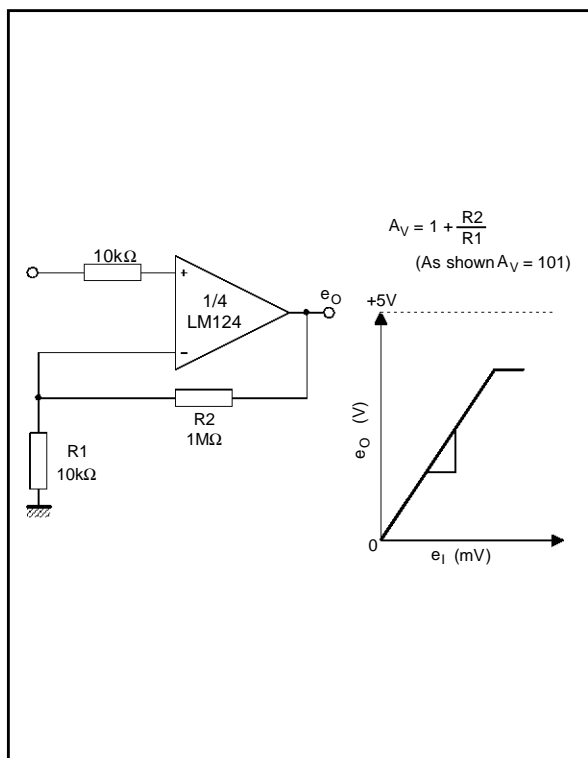 10kΩ
+
1/4
LM124
-
e_O
R2
1MΩ
R1
10kΩ
A_V = 1 + R2/R1
(As shown A_V = 101)
+5V
e_O (V)
0
e_I (mV)